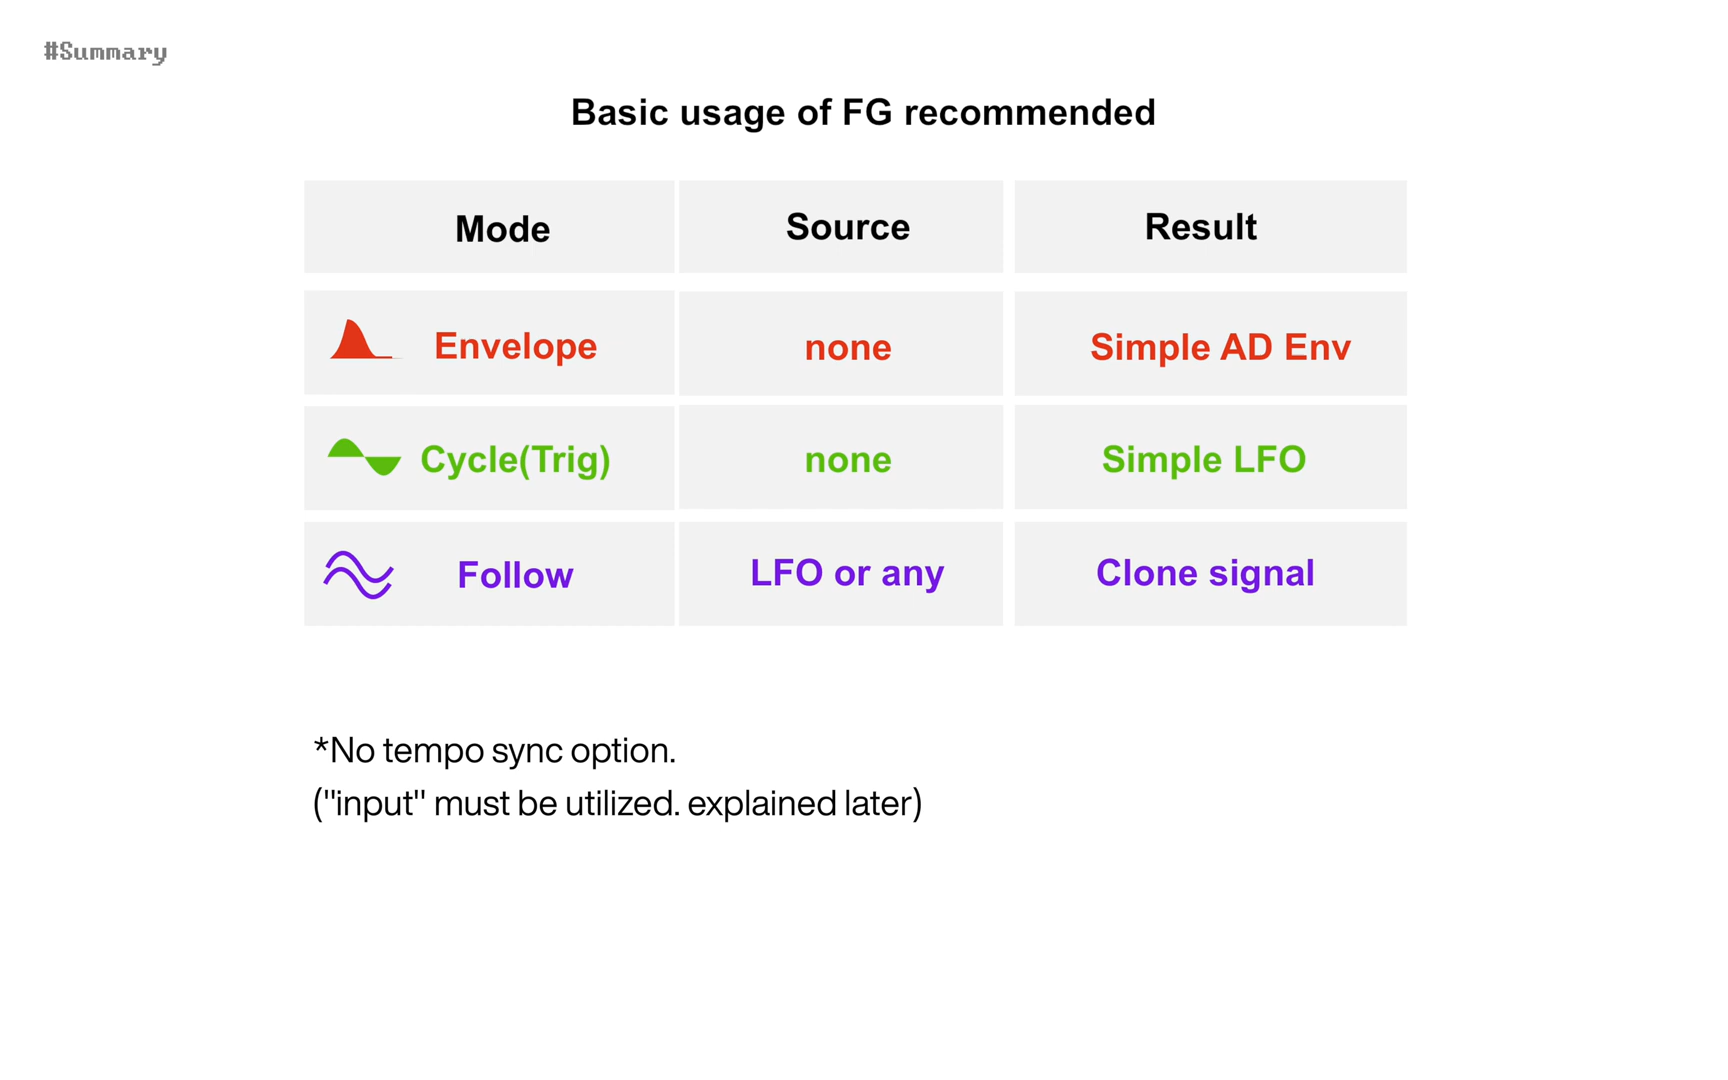 #Summary
Basic usage of FG recommended
Mode Source Result
Envelope none Simple AD Env
Cycle(Trig) none Simple LFO
Follow LFO or any Clone signal
*No tempo sync option.
("input" must be utilized. explained later)